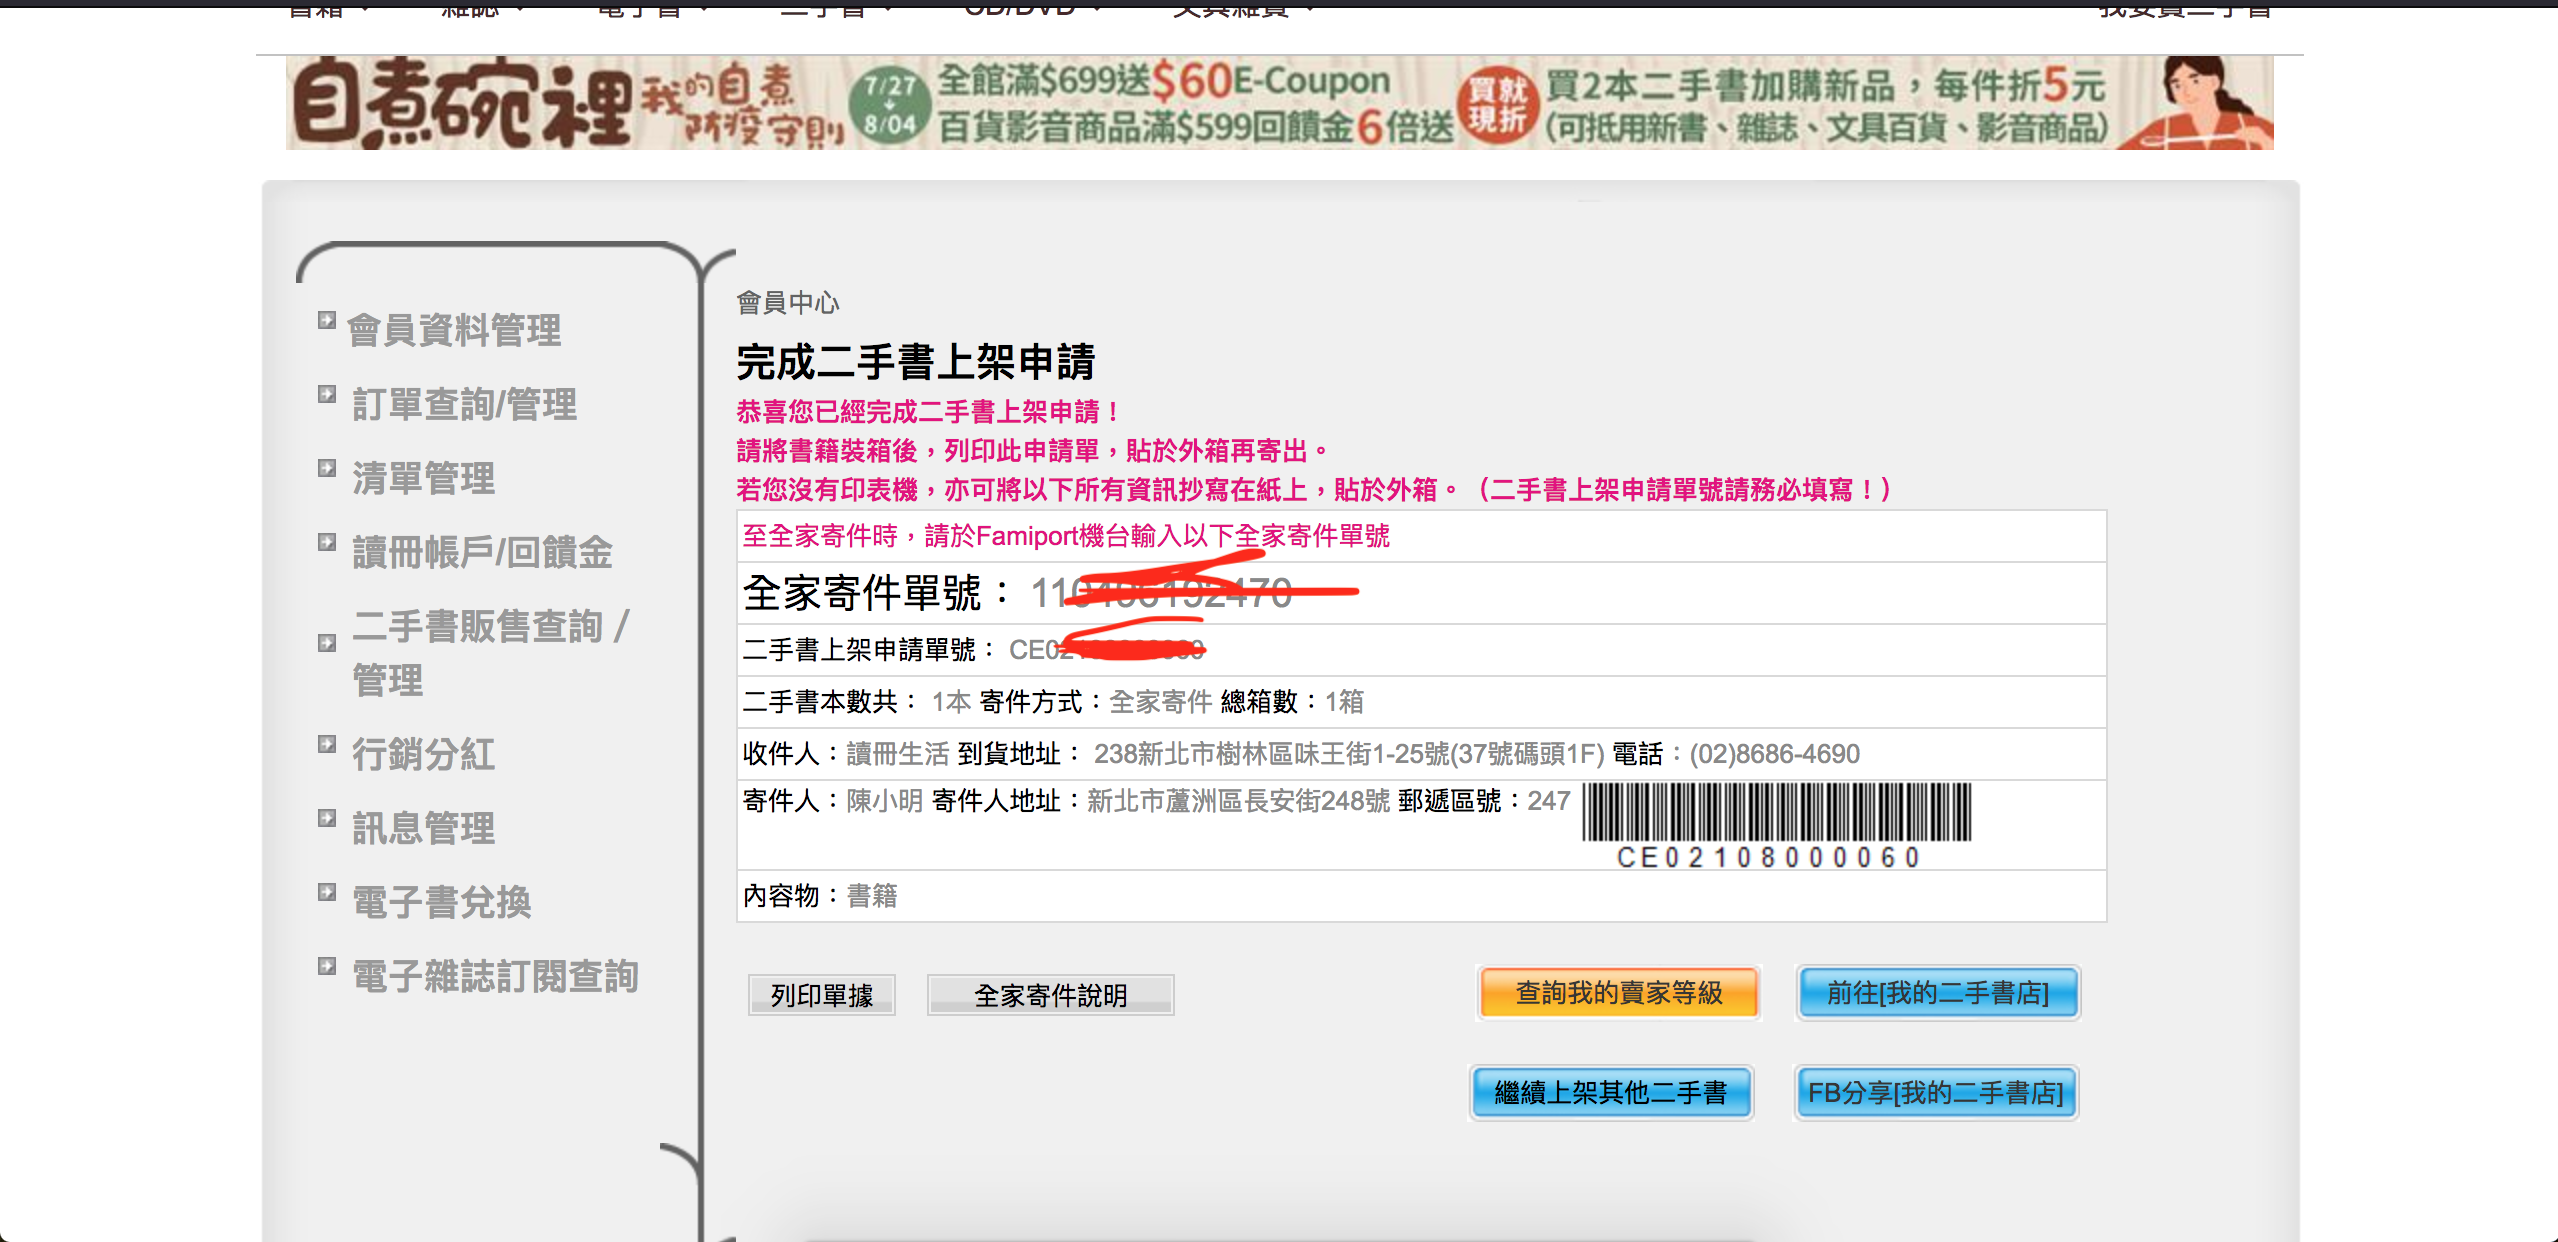 自煮碗裡 我的自煮防疫守則 7/27 8/04 全館滿$699送$60E-Coupon 買就現折 買2本二手書加購新品，每件折5元
百貨影音商品滿$599回饋金6倍送 (可抵用新書、雜誌、文具百貨、影音商品)
會員資料管理
訂單查詢/管理
清單管理
讀冊帳戶/回饋金
二手書販售查詢 /
管理
行銷分紅
訊息管理
電子書兌換
電子雜誌訂閱查詢
會員中心
完成二手書上架申請
恭喜您已經完成二手書上架申請！
請將書籍裝箱後，列印此申請單，貼於外箱再寄出。
若您沒有印表機，亦可將以下所有資訊抄寫在紙上，貼於外箱。（二手書上架申請單號請務必填寫！）
至全家寄件時，請於Famiport機台輸入以下全家寄件單號
全家寄件單號：
二手書上架申請單號：
二手書本數共： 1本 寄件方式：全家寄件 總箱數：1箱
收件人：讀冊生活 到貨地址： 238新北市樹林區味王街1-25號(37號碼頭1F) 電話：(02)8686-4690
寄件人：陳小明 寄件人地址：新北市蘆洲區長安街248號 郵遞區號：247
CE02108000060
內容物：書籍
列印單據 全家寄件說明 查詢我的賣家等級 前往[我的二手書店]
繼續上架其他二手書 FB分享[我的二手書店]